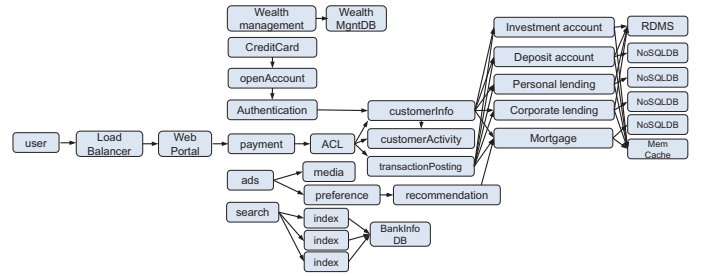 Wealth
management
Wealth
MgntDB
CreditCard
openAccount
Authentication
user
Load
Balancer
Web
Portal
payment
ACL
customerInfo
customerActivity
transactionPosting
ads
media
preference
recommendation
search
index
index
index
BankInfo
DB
Investment account
Deposit account
Personal lending
Corporate lending
Mortgage
RDMS
NoSQLDB
NoSQLDB
NoSQLDB
NoSQLDB
Mem
Cache